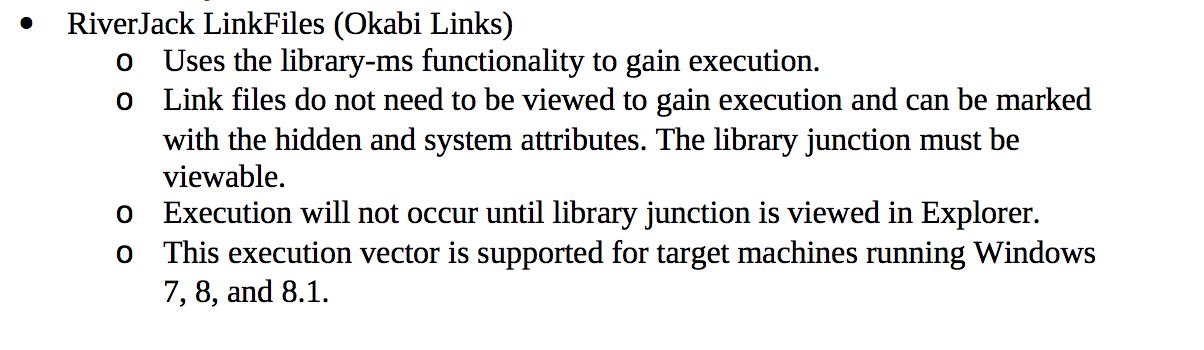 • RiverJack LinkFiles (Okabi Links)
o Uses the library-ms functionality to gain execution.
o Link files do not need to be viewed to gain execution and can be marked
with the hidden and system attributes. The library junction must be
viewable.
o Execution will not occur until library junction is viewed in Explorer.
o This execution vector is supported for target machines running Windows
7, 8, and 8.1.